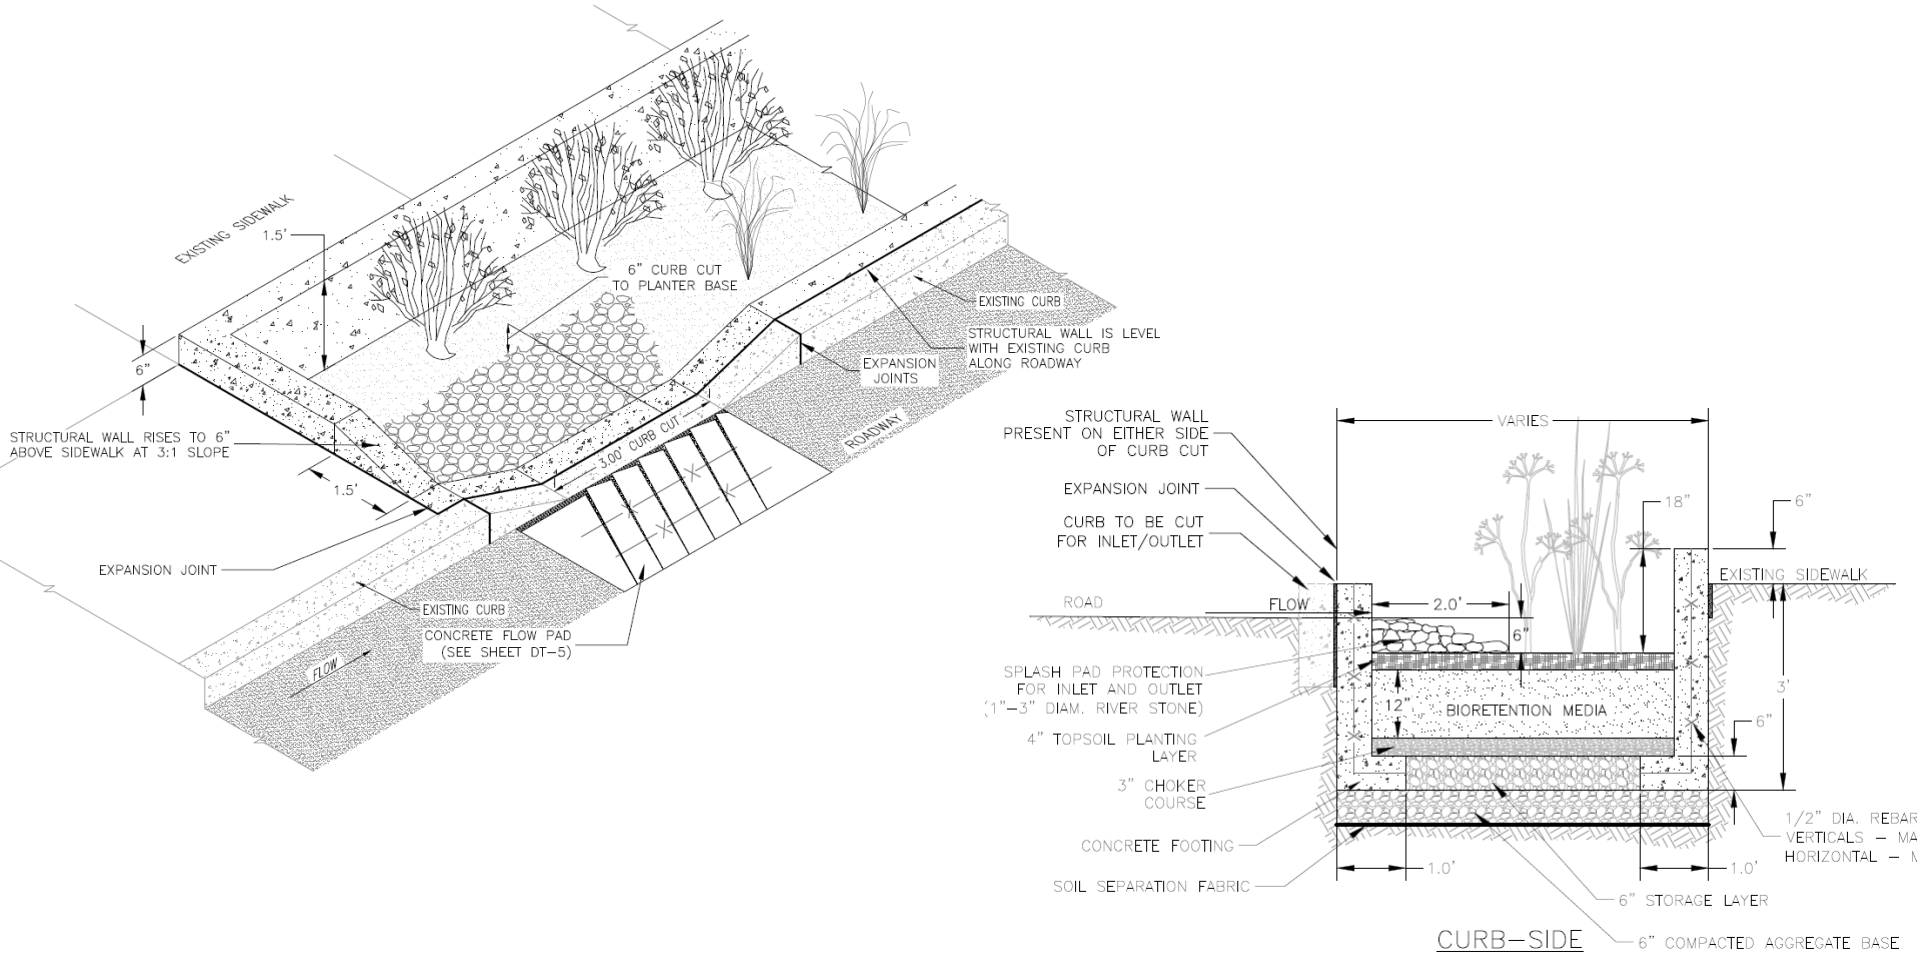 EXISTING SIDEWALK
1.5'
2'
6"
6" CURB CUT
TO PLANTER BASE
EXISTING CURB
STRUCTURAL WALL IS LEVEL
WITH EXISTING CURB
ALONG ROADWAY
EXPANSION
JOINTS
ROADWAY
3.00' CURB CUT
STRUCTURAL WALL RISES TO 6"
ABOVE SIDEWALK AT 3:1 SLOPE
1.5'
EXPANSION JOINT
EXISTING CURB
CONCRETE FLOW PAD
(SEE SHEET DT-5)
FLOW
STRUCTURAL WALL
PRESENT ON EITHER SIDE
OF CURB CUT
EXPANSION JOINT
CURB TO BE CUT
FOR INLET/OUTLET
VARIES
18"
6"
EXISTING SIDEWALK
ROAD
FLOW
2.0'
6"
SPLASH PAD PROTECTION
FOR INLET AND OUTLET
(1"-3" DIAM. RIVER STONE)
12"
BIORETENTION MEDIA
3'
6"
4" TOPSOIL PLANTING
LAYER
3" CHOKER
COURSE
CONCRETE FOOTING
SOIL SEPARATION FABRIC
1.0'
1.0'
1/2" DIA. REBAR
VERTICALS - MA
HORIZONTAL - M
6" STORAGE LAYER
6" COMPACTED AGGREGATE BASE
CURB-SIDE